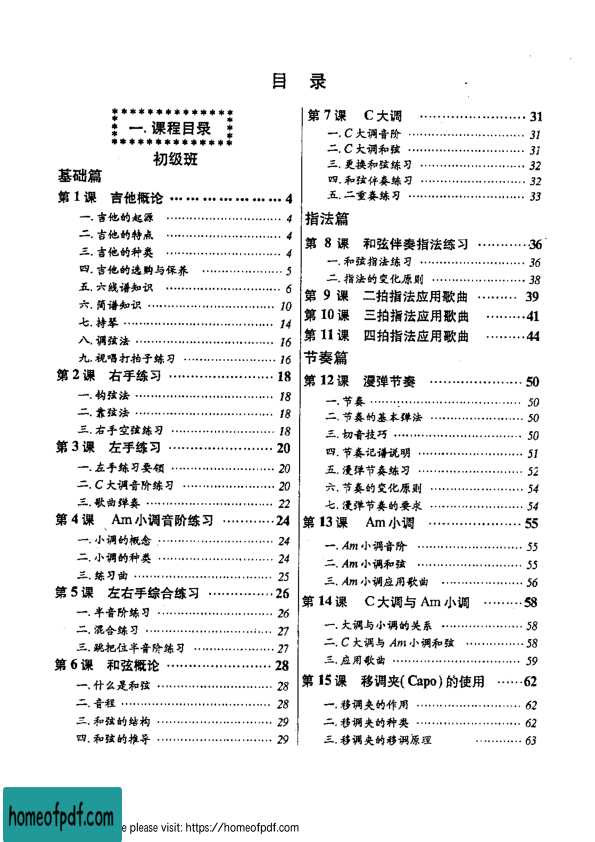 目 录
一. 课程目录
初级班
基础篇
第 1 课 吉他概论 …………………… 4
一. 吉他的起源 …………………… 4
二. 吉他的特点 …………………… 4
三. 吉他的种类 …………………… 4
四. 吉他的选购与保养 …………………… 5
五. 六线谱知识 …………………… 6
六. 简谱知识 …………………… 10
七. 持琴 …………………… 14
八. 调弦法 …………………… 16
九. 视唱打拍子练习 …………………… 16
第 2 课 右手练习 …………………… 18
一. 钩弦法 …………………… 18
二. 靠弦法 …………………… 18
三. 右手空弦练习 …………………… 18
第 3 课 左手练习 …………………… 20
一. 左手练习要领 …………………… 20
二. C大调音阶练习 …………………… 20
三. 歌曲弹奏 …………………… 22
第 4 课 Am小调音阶练习 ………… 24
一. 小调的概念 …………………… 24
二. 小调的种类 …………………… 24
三. 练习曲 …………………… 25
第 5 课 左右手综合练习 ………… 26
一. 半音阶练习 …………………… 26
二. 混合练习 …………………… 27
三. 跳把位半音阶练习 …………………… 27
第 6 课 和弦概论 …………………… 28
一. 什么是和弦 …………………… 28
二. 音程 …………………… 28
三. 和弦的结构 …………………… 29
四. 和弦的推导 …………………… 29
第 7 课 C大调 …………………… 31
一. C大调音阶 …………………… 31
二. C大调和弦 …………………… 31
三. 更换和弦练习 …………………… 32
四. 和弦伴奏练习 …………………… 32
五. 二重奏练习 …………………… 33
指法篇
第 8 课 和弦伴奏指法练习 ………… 36
一. 和弦指法练习 …………………… 36
二. 指法的变化原则 …………………… 38
第 9 课 二拍指法应用歌曲 ……… 39
第 10 课 三拍指法应用歌曲 ……… 41
第 11 课 四拍指法应用歌曲 ……… 44
节奏篇
第 12 课 漫弹节奏 …………………… 50
一. 节奏 …………………… 50
二. 节奏的基本弹法 …………………… 50
三. 切音技巧 …………………… 50
四. 节奏记谱说明 …………………… 51
五. 漫弹节奏练习 …………………… 52
六. 节奏的变化原则 …………………… 54
七. 漫弹节奏的要求 …………………… 54
第 13 课 Am小调 …………………… 55
一. Am小调音阶 …………………… 55
二. Am小调和弦 …………………… 55
三. Am小调应用歌曲 …………………… 56
第 14 课 C大调与Am小调 ……… 58
一. 大调与小调的关系 …………………… 58
二. C大调与Am小调和弦 ………… 58
三. 应用歌曲 …………………… 59
第 15 课 移调夹(Capo)的使用 …… 62
一. 移调夹的作用 …………………… 62
二. 移调夹的种类 …………………… 62
三. 移调夹的移调原理 ………… 63
homeofpdf.com
e please visit: https://homeofpdf.com